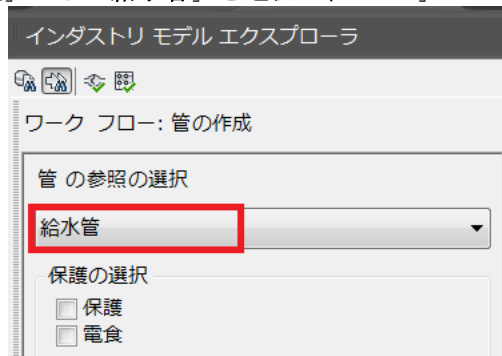 インダストリ モデル エクスプローラ
ワーク フロー: 管の作成
管 の参照の選択
給水管
保護の選択
保護
電食